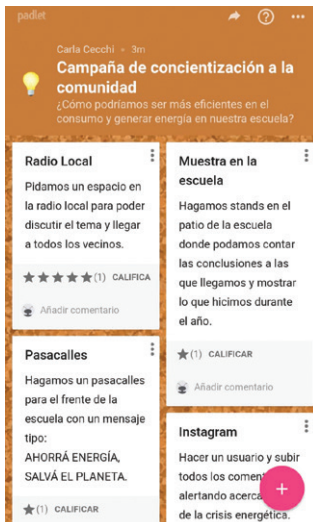 padlet
Carla Cecchi • 3m
Campaña de concientización a la
comunidad
¿Cómo podríamos ser más eficientes en el
consumo y generar energía en nuestra escuela?
Radio Local
Pidamos un espacio en
la radio local para poder
discutir el tema y llegar
a todos los vecinos.
(1) CALIFICA
Añadir comentario
Pasacalles
Hagamos un pasacalles
para el frente de la
escuela con un mensaje
tipo:
AHORRÁ ENERGÍA,
SALVÁ EL PLANETA.
(1) CALIFICAR
Muestra en la
escuela
Hagamos stands en el
patio de la escuela
donde podamos contar
las conclusiones a las
que llegamos y mostrar
lo que hicimos durante
el año.
(1) CALIFICAR
Añadir comentario
Instagram
Hacer un usuario y subir
todos los coment
alertando acerca
de la crisis energética.